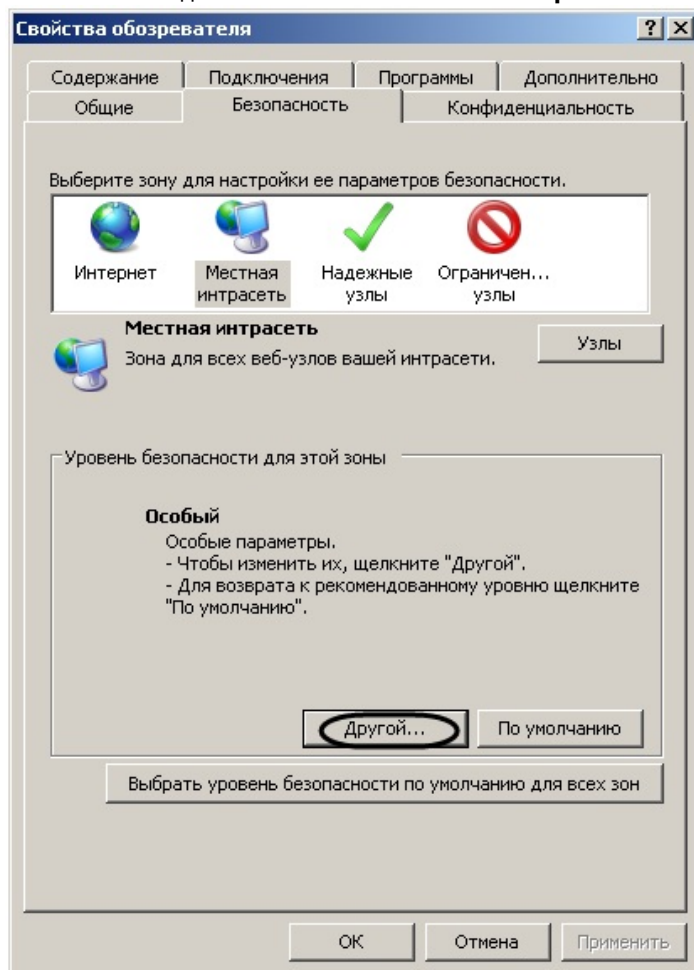 Свойства обозревателя
Содержание Подключения Программы Дополнительно
Общие Безопасность Конфиденциальность
Выберите зону для настройки ее параметров безопасности.
Интернет Местная интрасеть Надежные узлы Ограничен... узлы
Местная интрасеть
Зона для всех веб-узлов вашей интрасети.
Узлы
Уровень безопасности для этой зоны
Особый
Особые параметры.
- Чтобы изменить их, щелкните "Другой".
- Для возврата к рекомендованному уровню щелкните
"По умолчанию".
Другой... По умолчанию
Выбрать уровень безопасности по умолчанию для всех зон
ОК Отмена Применить